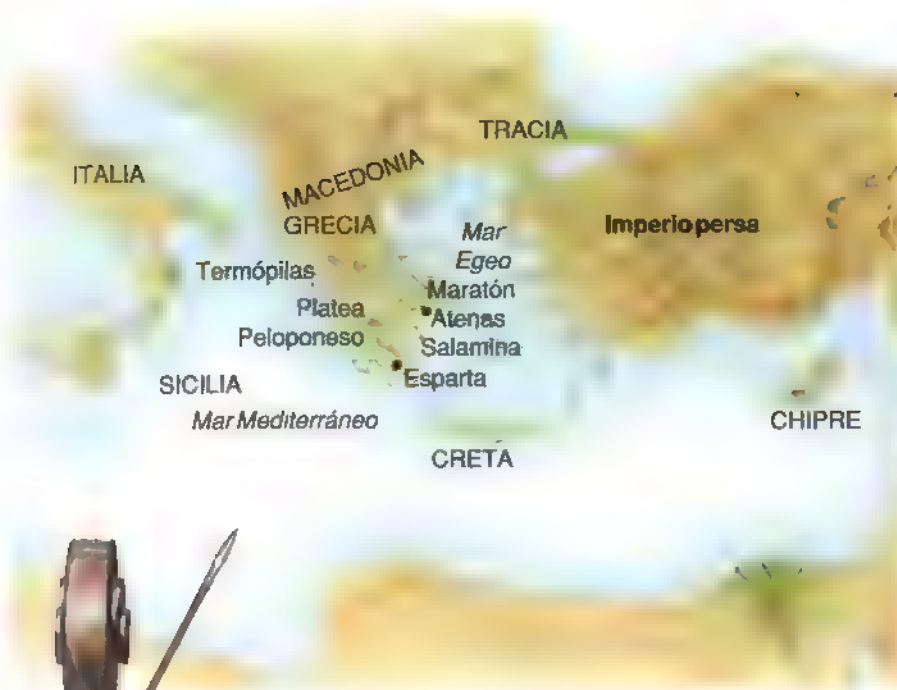 TRACIA
ITALIA
MACEDONIA
GRECIA
Imperio persa
Mar
Egeo
Termópilas
Maratón
Platea
Atenas
Peloponeso
Salamina
Esparta
SICILIA
Mar Mediterráneo
CHIPRE
CRETA